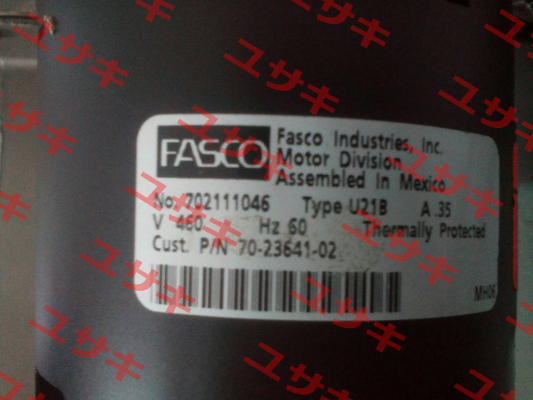 FASCO
Fasco Industries, Inc.
Motor Division
Assembled In Mexico
No. 702111046 Type U21B A .35
V 460 Hz 60 Thermally Protected
Cust. P/N 70-23641-02
MH06
ユサキ